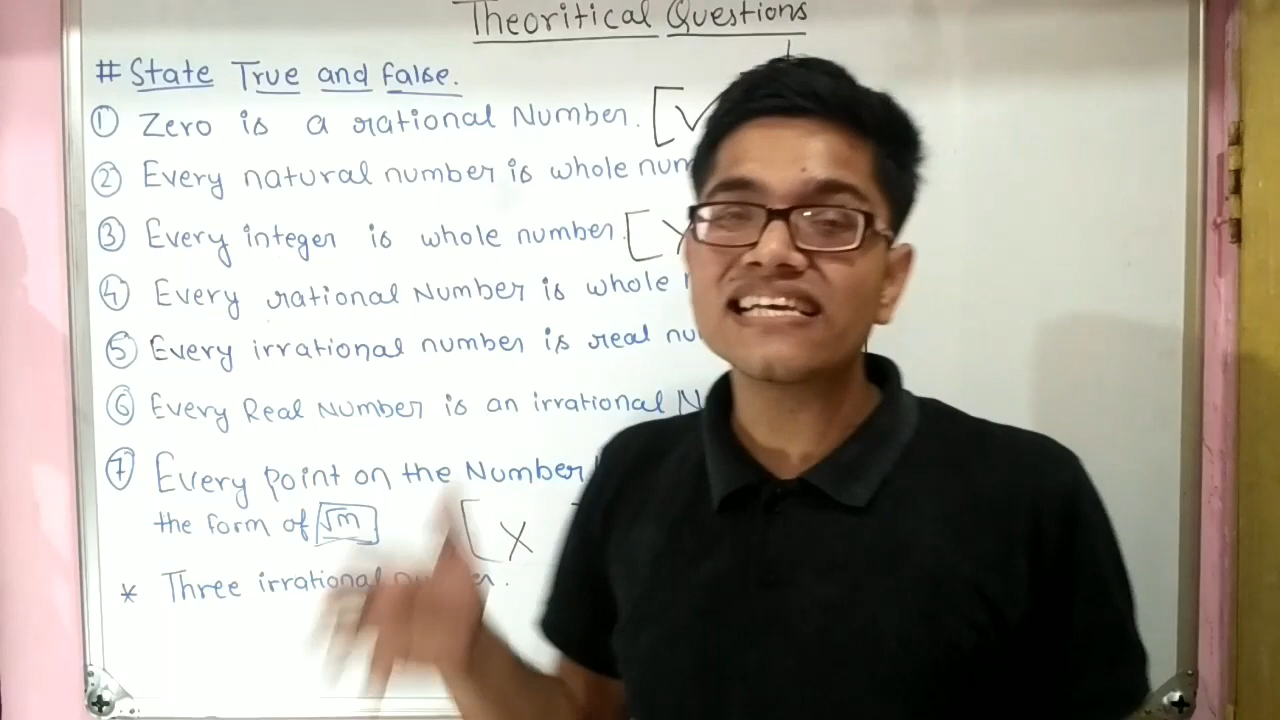 Theoritical Questions
# State True and false.
① Zero is a rational Number. [✓
② Every natural number is whole num
③ Every integer is whole number. [
④ Every rational Number is whole
⑤ Every irrational number is real nu
⑥ Every Real Number is an irrational N
⑦ Every point on the Number
the form of √m [×
* Three irrational number.